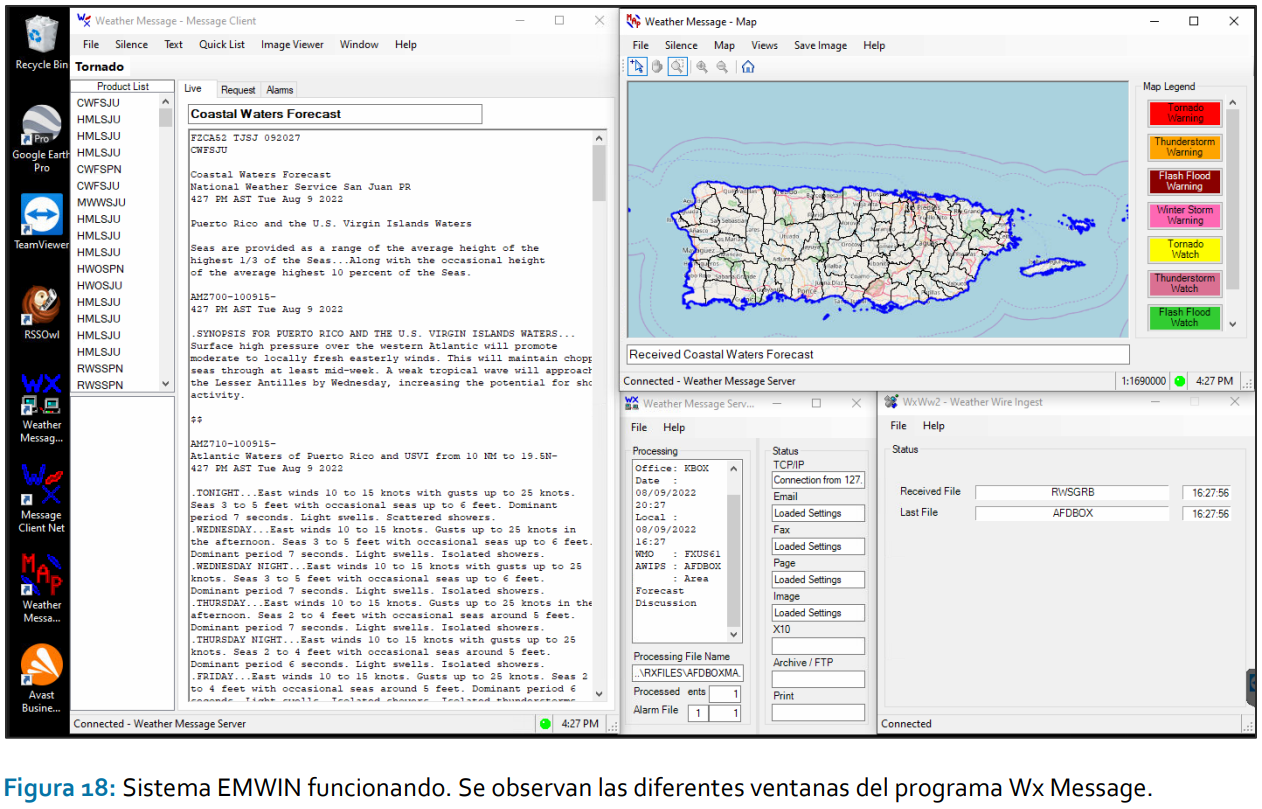 Recycle Bin
Google Earth
Pro
TeamViewer
RSSOwl
Weather
Messag...
Message
Client Net
Weather
Messa...
Avast
Busine...
Weather Message - Message Client
File Silence Text Quick List Image Viewer Window Help
Tornado
Product List
CWFSJU
HMLSJU
HMLSJU
HMLSJU
CWFSPN
CWFSJU
MWWSJU
HMLSJU
HMLSJU
HMLSJU
HWOSPN
HWOSJU
HMLSJU
HMLSJU
HMLSJU
HMLSJU
RWSSPN
RWSSPN
Live Request Alarms
Coastal Waters Forecast
FZCA52 TJSJ 092027
CWFSJU
Coastal Waters Forecast
National Weather Service San Juan PR
427 PM AST Tue Aug 9 2022
Puerto Rico and the U.S. Virgin Islands Waters
Seas are provided as a range of the average height of the
highest 1/3 of the Seas...Along with the occasional height
of the average highest 10 percent of the Seas.
AMZ700-100915-
427 PM AST Tue Aug 9 2022
.SYNOPSIS FOR PUERTO RICO AND THE U.S. VIRGIN ISLANDS WATERS...
Surface high pressure over the western Atlantic will promote
moderate to locally fresh easterly winds. This will maintain chopp
seas through at least mid-week. A weak tropical wave will approach
the Lesser Antilles by Wednesday, increasing the potential for sho
activity.
$$
AMZ710-100915-
Atlantic Waters of Puerto Rico and USVI from 10 NM to 19.5N-
427 PM AST Tue Aug 9 2022
.TONIGHT...East winds 10 to 15 knots with gusts up to 25 knots.
Seas 3 to 5 feet with occasional seas up to 6 feet. Dominant
period 7 seconds. Light swells. Scattered showers.
.WEDNESDAY...East winds 10 to 15 knots. Gusts up to 25 knots in
the afternoon. Seas 3 to 5 feet with occasional seas up to 6 feet.
Dominant period 7 seconds. Light swells. Isolated showers.
.WEDNESDAY NIGHT...East winds 10 to 15 knots with gusts up to 25
knots. Seas 3 to 5 feet with occasional seas up to 6 feet.
Dominant period 7 seconds. Light swells. Isolated showers.
.THURSDAY...East winds 10 to 15 knots. Gusts up to 25 knots in the
afternoon. Seas 2 to 4 feet with occasional seas around 5 feet.
Dominant period 7 seconds. Light swells. Isolated showers.
.THURSDAY NIGHT...East winds 10 to 15 knots with gusts up to 25
knots. Seas 2 to 4 feet with occasional seas around 5 feet.
Dominant period 6 seconds. Light swells. Isolated showers.
.FRIDAY...East winds 10 to 15 knots. Gusts up to 25 knots. Seas 2
to 4 feet with occasional seas around 5 feet. Dominant period 6
seconds. Light swells. Isolated showers. Isolated thunderstorms
Connected - Weather Message Server 4:27 PM
Weather Message - Map
File Silence Map Views Save Image Help
Map Legend
Tornado
Warning
Thunderstorm
Warning
Flash Flood
Warning
Winter Storm
Warning
Tornado
Watch
Thunderstorm
Watch
Flash Flood
Watch
Ponce
Received Coastal Waters Forecast
Connected - Weather Message Server 1:1690000 4:27 PM
Weather Message Serv...
File Help
Processing
Office: KBOX
Date :
08/09/2022
20:27
Local :
08/09/2022
16:27
WMO : FXUS61
AWIPS : AFDBOX
: Area
Forecast
Discussion
Processing File Name
..\RXFILES\AFDBOXMA.
Processed ents 1
Alarm File 1 1
Status
TCP/IP
Connection from 127.
Email
Loaded Settings
Fax
Loaded Settings
Page
Loaded Settings
Image
Loaded Settings
X10
Archive / FTP
Print
WxWw2 - Weather Wire Ingest
File Help
Status
Received File RWSGRB 16:27:56
Last File AFDBOX 16:27:56
Connected
Figura 18: Sistema EMWIN funcionando. Se observan las diferentes ventanas del programa Wx Message.